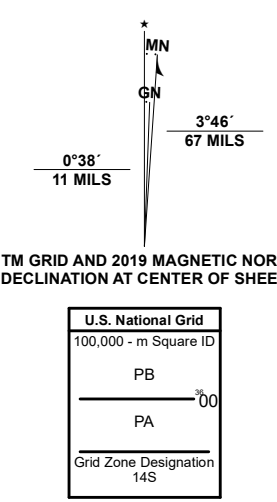 MN
GN
3°46´
67 MILS
0°38´
11 MILS
TM GRID AND 2019 MAGNETIC NOR
DECLINATION AT CENTER OF SHEE
U.S. National Grid
100,000 - m Square ID
PB
3600
PA
Grid Zone Designation
14S